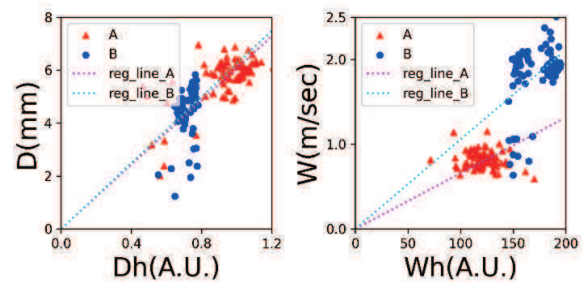 8
6
4
2
0
D(mm)
A
B
reg_line_A
reg_line_B
0.0
0.4
0.8
1.2
Dh(A.U.)
2.5
2.0
1.0
0.0
W(m/sec)
A
B
reg_line_A
reg_line_B
0
50
100
150
200
Wh(A.U.)